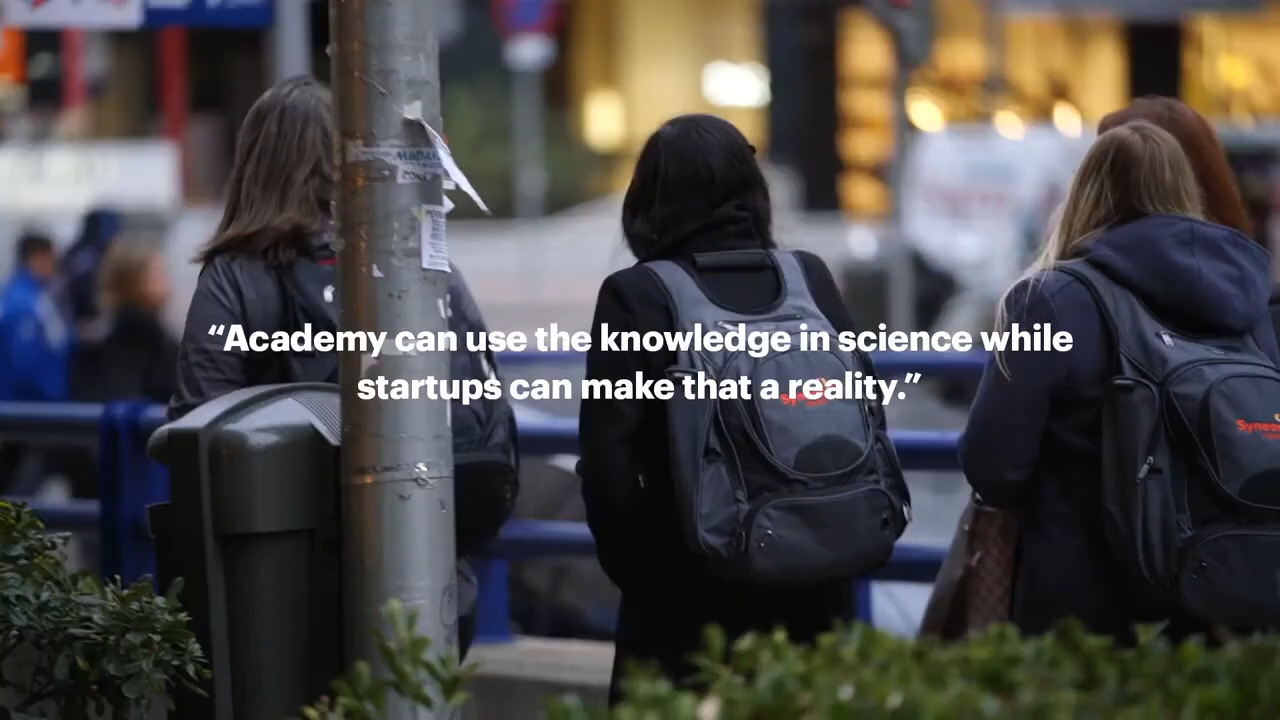 “Academy can use the knowledge in science while
startups can make that a reality.”